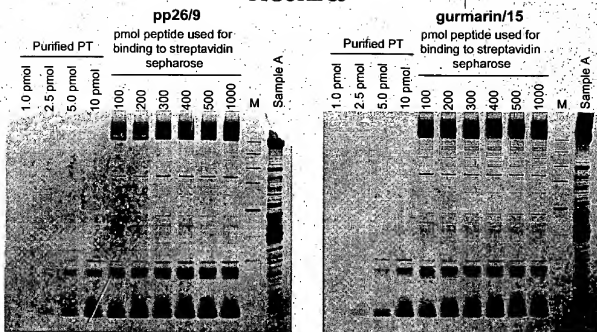 pp26/9
Purified PT
pmol peptide used for
binding to streptavidin
sepharose
1.0 pmol
2.5 pmol
5.0 pmol
10 pmol
100
200
300
400
500
1000
M
Sample A
gurmarin/15
Purified PT
pmol peptide used for
binding to streptavidin
sepharose
1.0 pmol
2.5 pmol
5.0 pmol
10 pmol
100
200
300
400
500
1000
M
Sample A